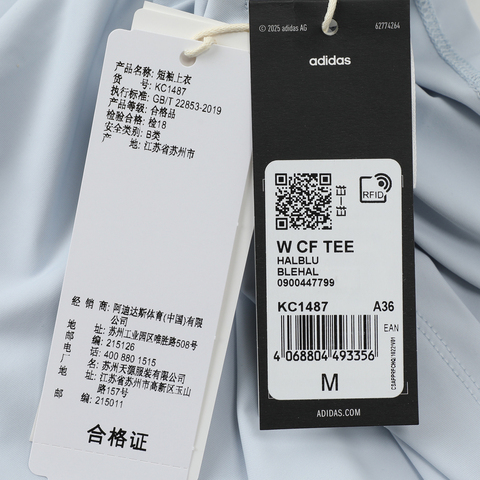 产品名称: 短袖上衣
货 号: KC1487
执行标准: GB/T 22853-2019
产品等级: 合格品
检验合格: 检18
安全类别: B类
产 地: 江苏省苏州市
经 销 商: 阿迪达斯体育(中国)有限公司
地 址: 苏州工业园区唯胜路508号
邮 编: 215126
电 话: 400 880 1515
厂 名: 苏州天源服装有限公司
地 址: 江苏省苏州市高新区玉山路157号
邮 编: 215011
合格证
© 2025 adidas AG
62774264
adidas
RFID
W CF TEE
HALBLU
BLEHAL
0900447799
KC1487 A36
EAN
4 068804 493356
M
ADIDAS.COM